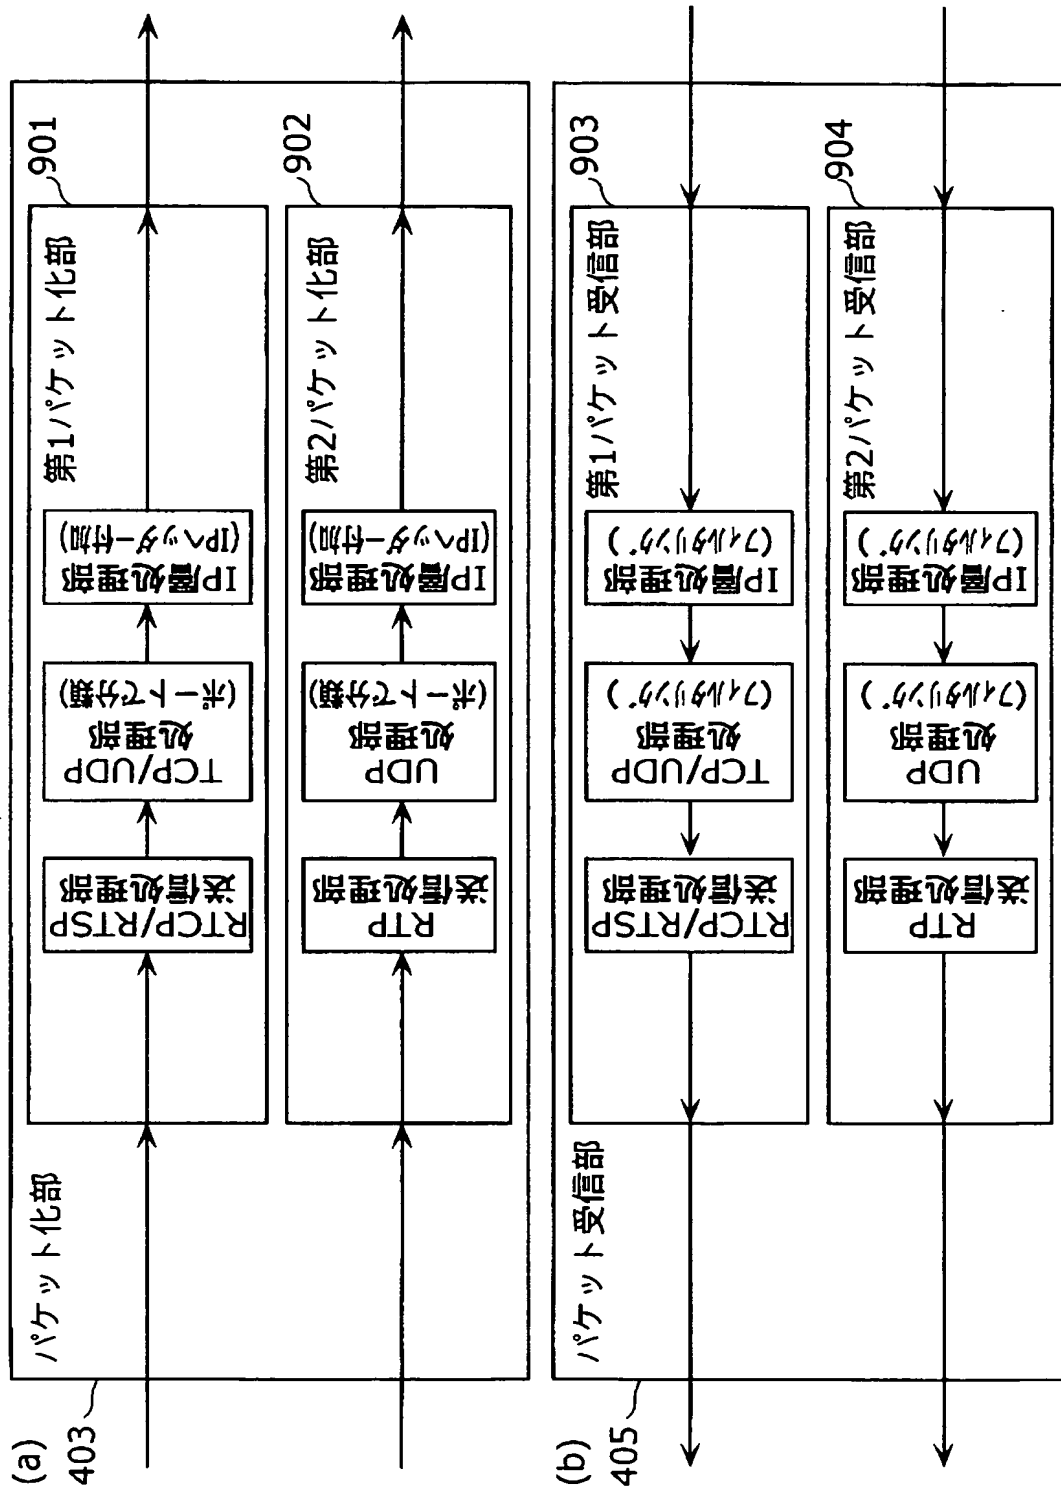 (a)
403
パケット化部
901
第1パケット化部
RTCP/RTSP
送信処理部
TCP/UDP
処理部
(ポートで分類)
IP層処理部
(IPヘッダー付加)
902
第2パケット化部
RTP
送信処理部
UDP
処理部
(ポートで分類)
IP層処理部
(IPヘッダー付加)
(b)
405
パケット受信部
903
第1パケット受信部
IP層処理部
(フィルタリング)
TCP/UDP
処理部
(フィルタリング)
RTCP/RTSP
送信処理部
904
第2パケット受信部
IP層処理部
(フィルタリング)
UDP
処理部
(フィルタリング)
RTP
送信処理部